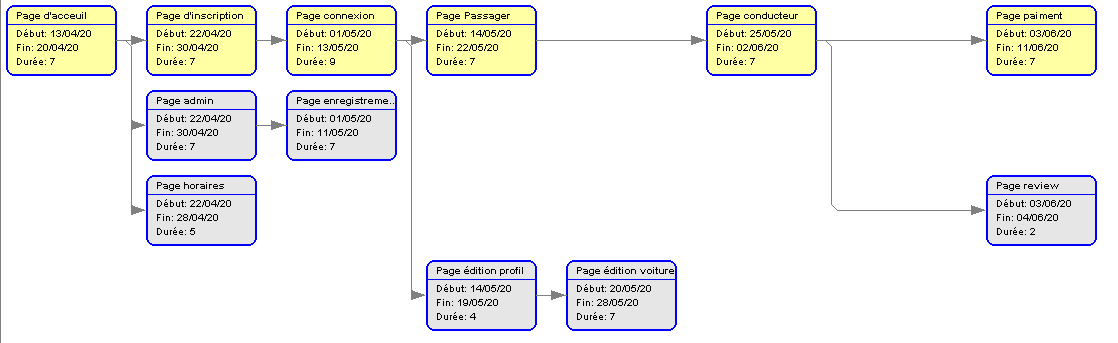 Page d'acceuil
Début: 13/04/20
Fin: 20/04/20
Durée: 7
Page d'inscription
Début: 22/04/20
Fin: 30/04/20
Durée: 7
Page connexion
Début: 01/05/20
Fin: 13/05/20
Durée: 9
Page Passager
Début: 14/05/20
Fin: 22/05/20
Durée: 7
Page conducteur
Début: 25/05/20
Fin: 02/06/20
Durée: 7
Page paiment
Début: 03/06/20
Fin: 11/06/20
Durée: 7
Page admin
Début: 22/04/20
Fin: 30/04/20
Durée: 7
Page enregistreme..
Début: 01/05/20
Fin: 11/05/20
Durée: 7
Page horaires
Début: 22/04/20
Fin: 28/04/20
Durée: 5
Page review
Début: 03/06/20
Fin: 04/06/20
Durée: 2
Page édition profil
Début: 14/05/20
Fin: 19/05/20
Durée: 4
Page édition voiture
Début: 20/05/20
Fin: 28/05/20
Durée: 7